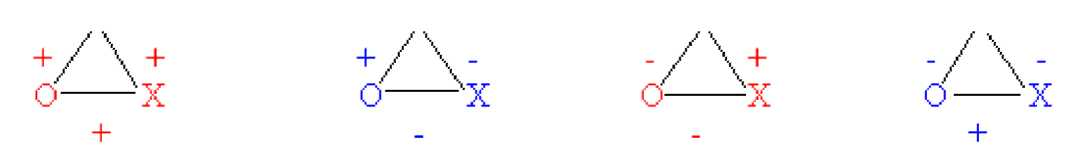 + + + - - + - -
O X O X O X O X
+ - - +